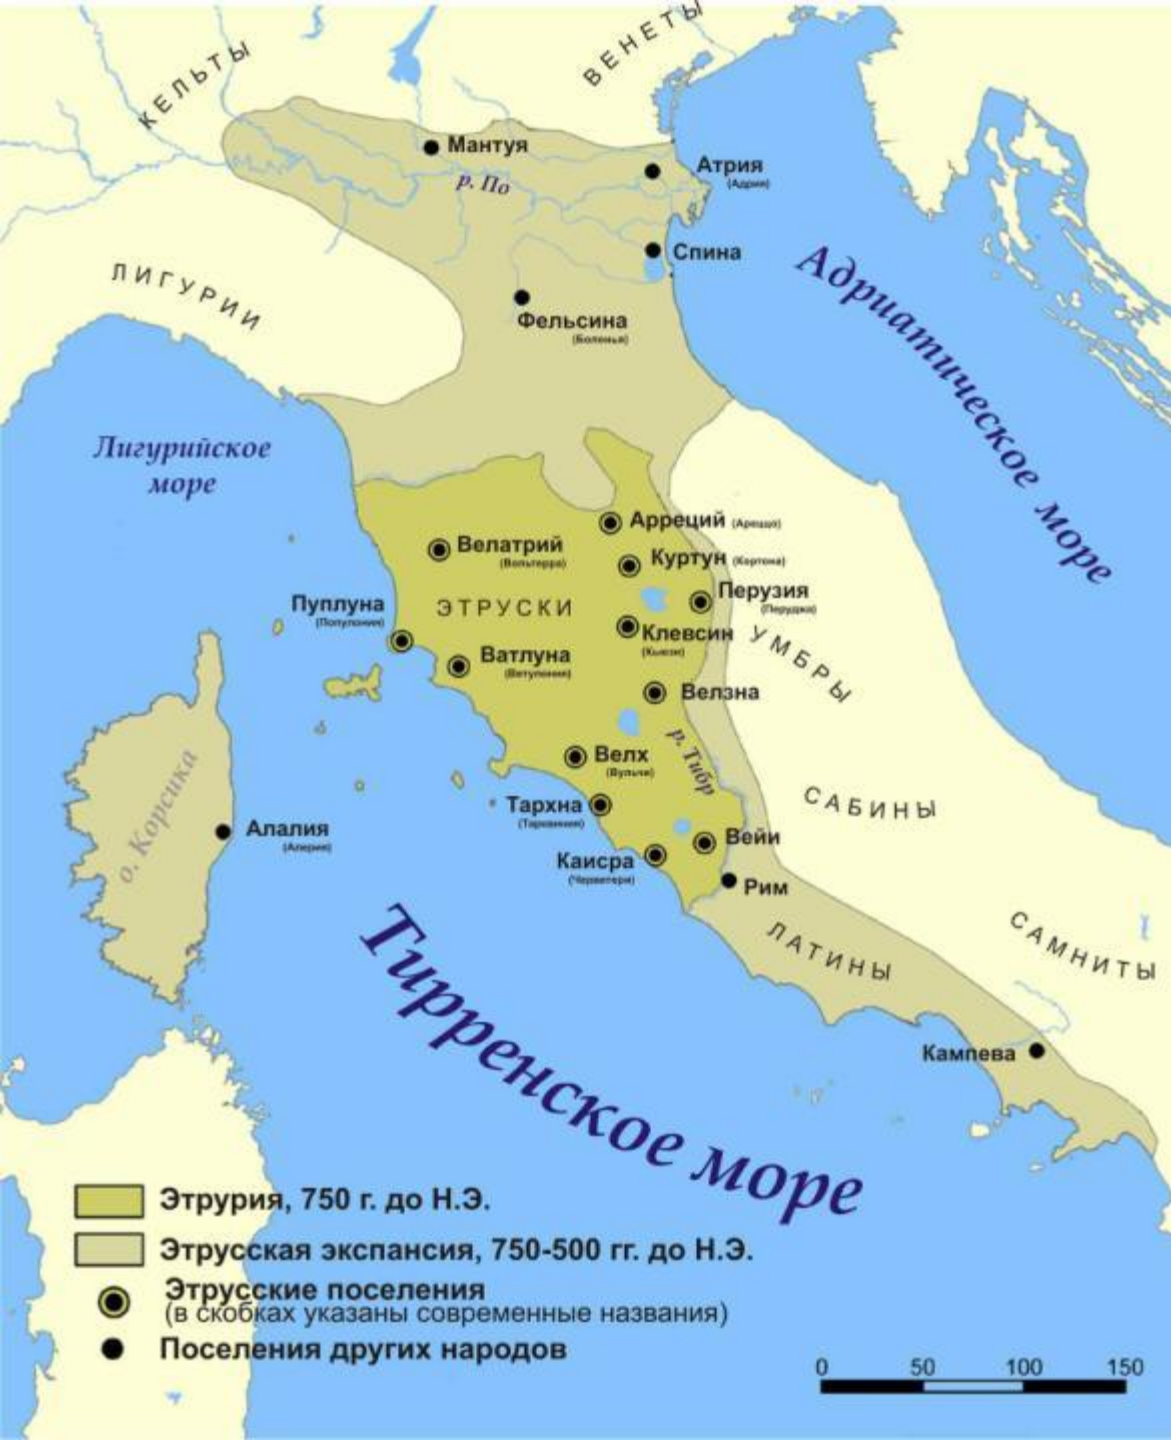 КЕЛЬТЫ
ВЕНЕТЫ
Мантуя
р. По
Атрия
(Адрия)
Спина
Адриатическое море
ЛИГУРИИ
Фельсина
(Болонья)
Лигурийское
море
Арреций (Ареццо)
Велатрий
(Вольтерра)
Куртун (Кортона)
Перузия
(Перуджа)
Пуплуна
(Популония)
ЭТРУСКИ
Клевсин
(Кьюзи)
УМБРЫ
Ватлуна
(Ветулония)
Велзна
р. Тибр
Велх
(Вульчи)
Тархна
(Тарквиния)
САБИНЫ
о. Корсика
Алалия
(Алерия)
Вейи
Каисра
(Черветери)
Рим
ЛАТИНЫ
САМНИТЫ
Тирренское море
Кампева
Этрурия, 750 г. до Н.Э.
Этрусская экспансия, 750-500 гг. до Н.Э.
Этрусские поселения
(в скобках указаны современные названия)
Поселения других народов
0 50 100 150